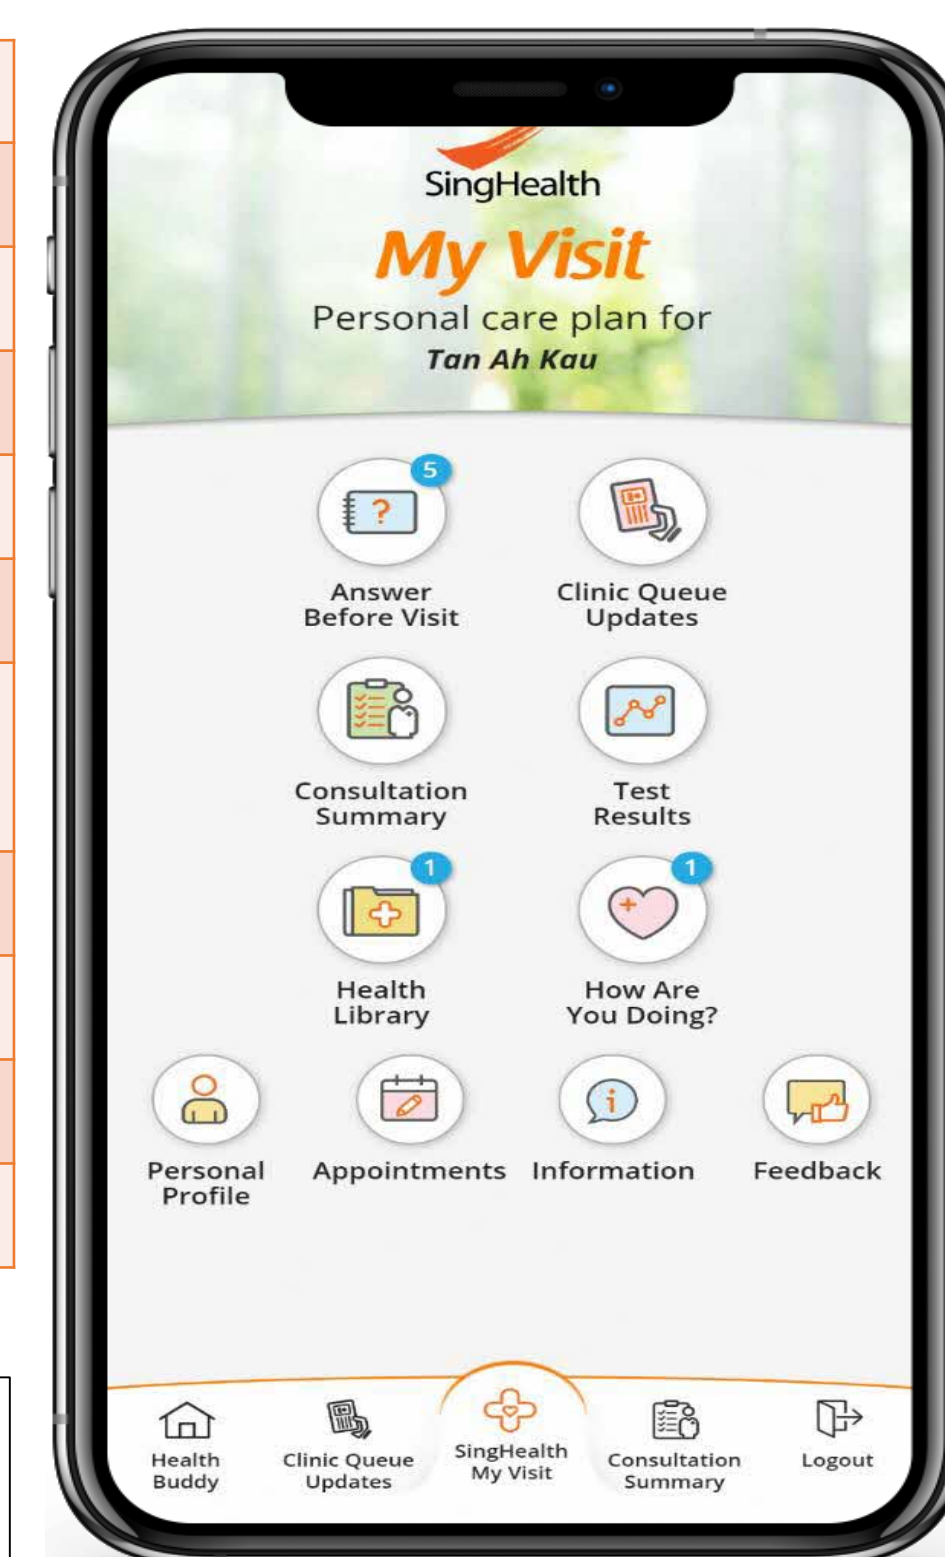 SingHealth
My Visit
Personal care plan for
Tan Ah Kau
5
?
Answer
Before Visit
Clinic Queue
Updates
Consultation
Summary
Test
Results
1
Health
Library
1
How Are
You Doing?
Personal
Profile
Appointments
i
Information
Feedback
Health
Buddy
Clinic Queue
Updates
SingHealth
My Visit
Consultation
Summary
Logout